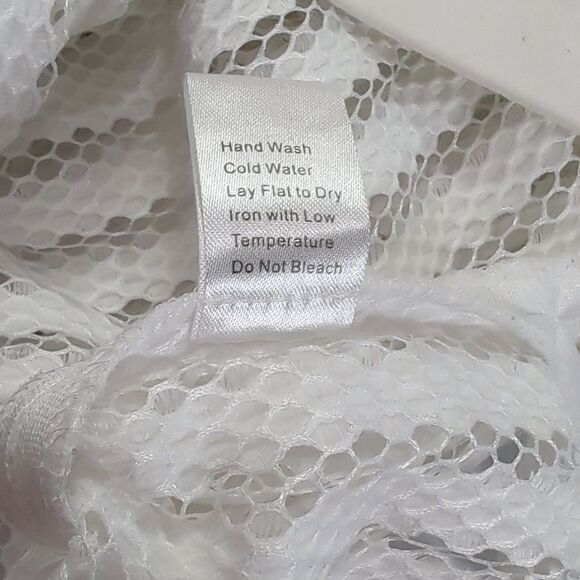 Hand Wash
Cold Water
Lay Flat to Dry
Iron with Low
Temperature
Do Not Bleach